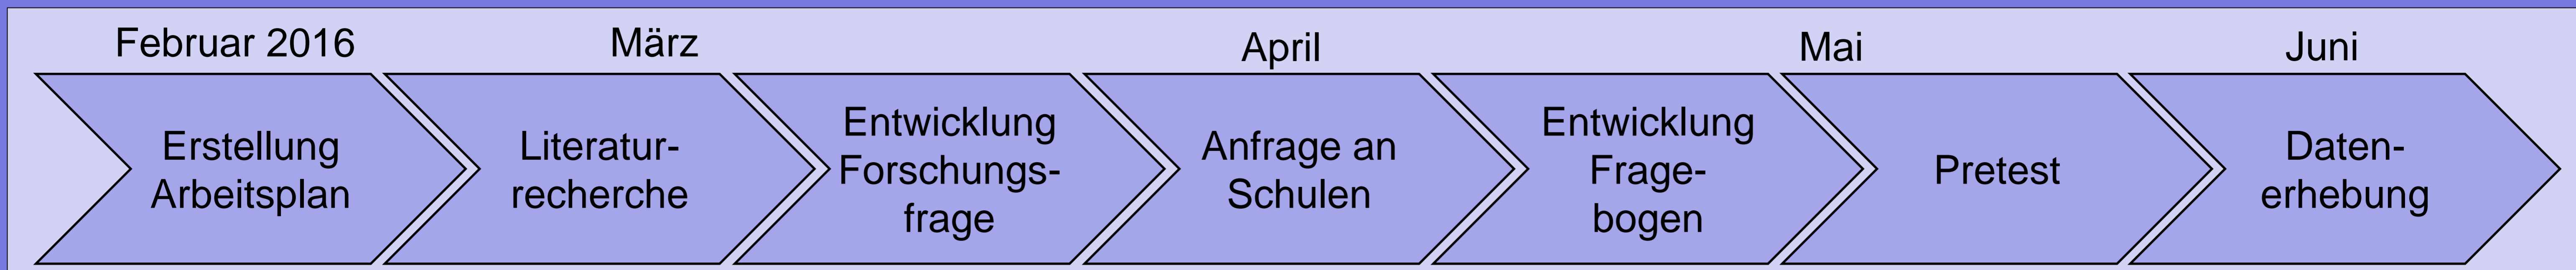 Februar 2016
März
April
Mai
Juni
Erstellung
Arbeitsplan
Literatur-
recherche
Entwicklung
Forschungs-
frage
Anfrage an
Schulen
Entwicklung
Frage-
bogen
Pretest
Daten-
erhebung